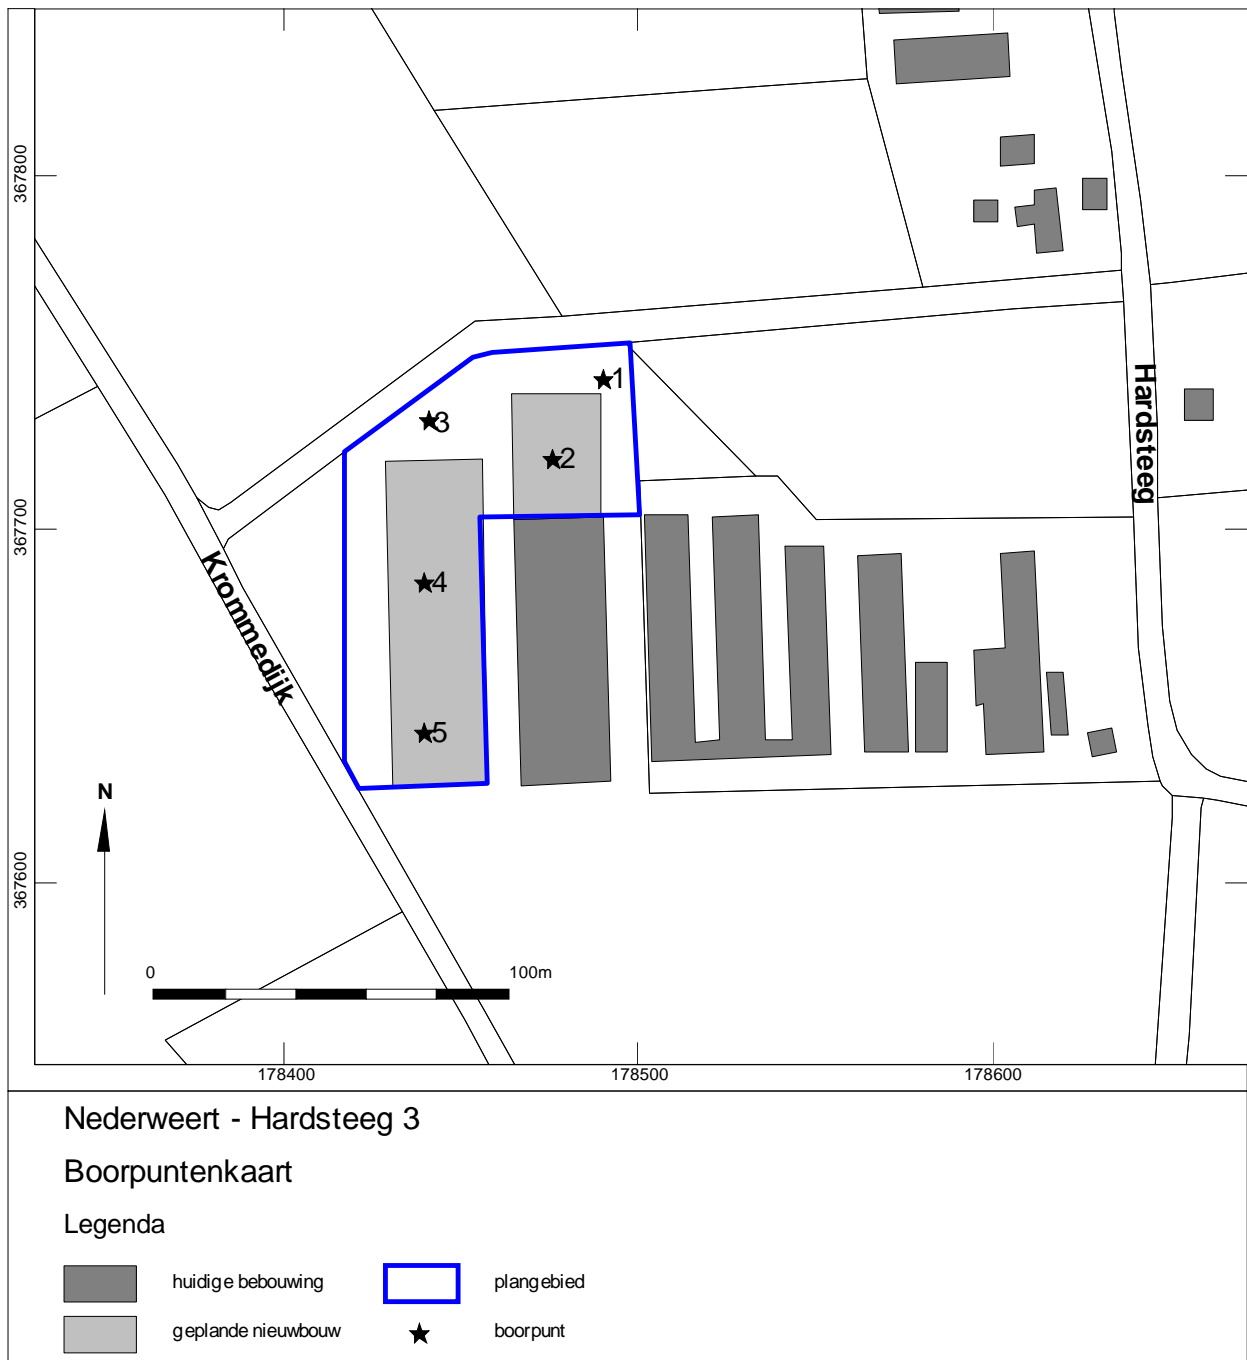 367800
1
3
2
Hardsteeg
367700
4
Krommedijk
5
N
367600
0
100m
178400
178500
178600
Nederweert - Hardsteeg 3
Boorpuntenkaart
Legenda
huidige bebouwing
plangebied
geplande nieuwbouw
boorpunt